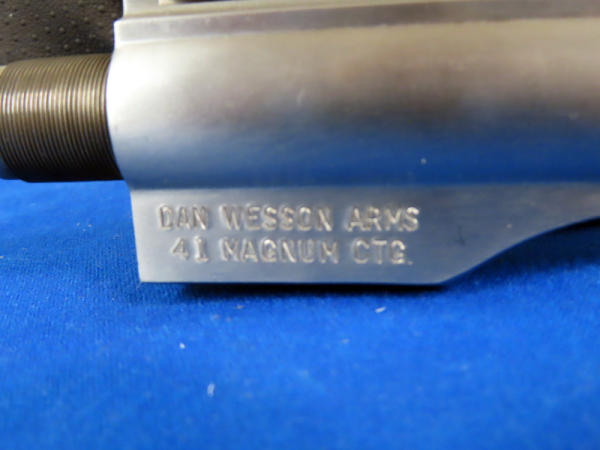 DAN WESSON ARMS
41 MAGNUM CTG.